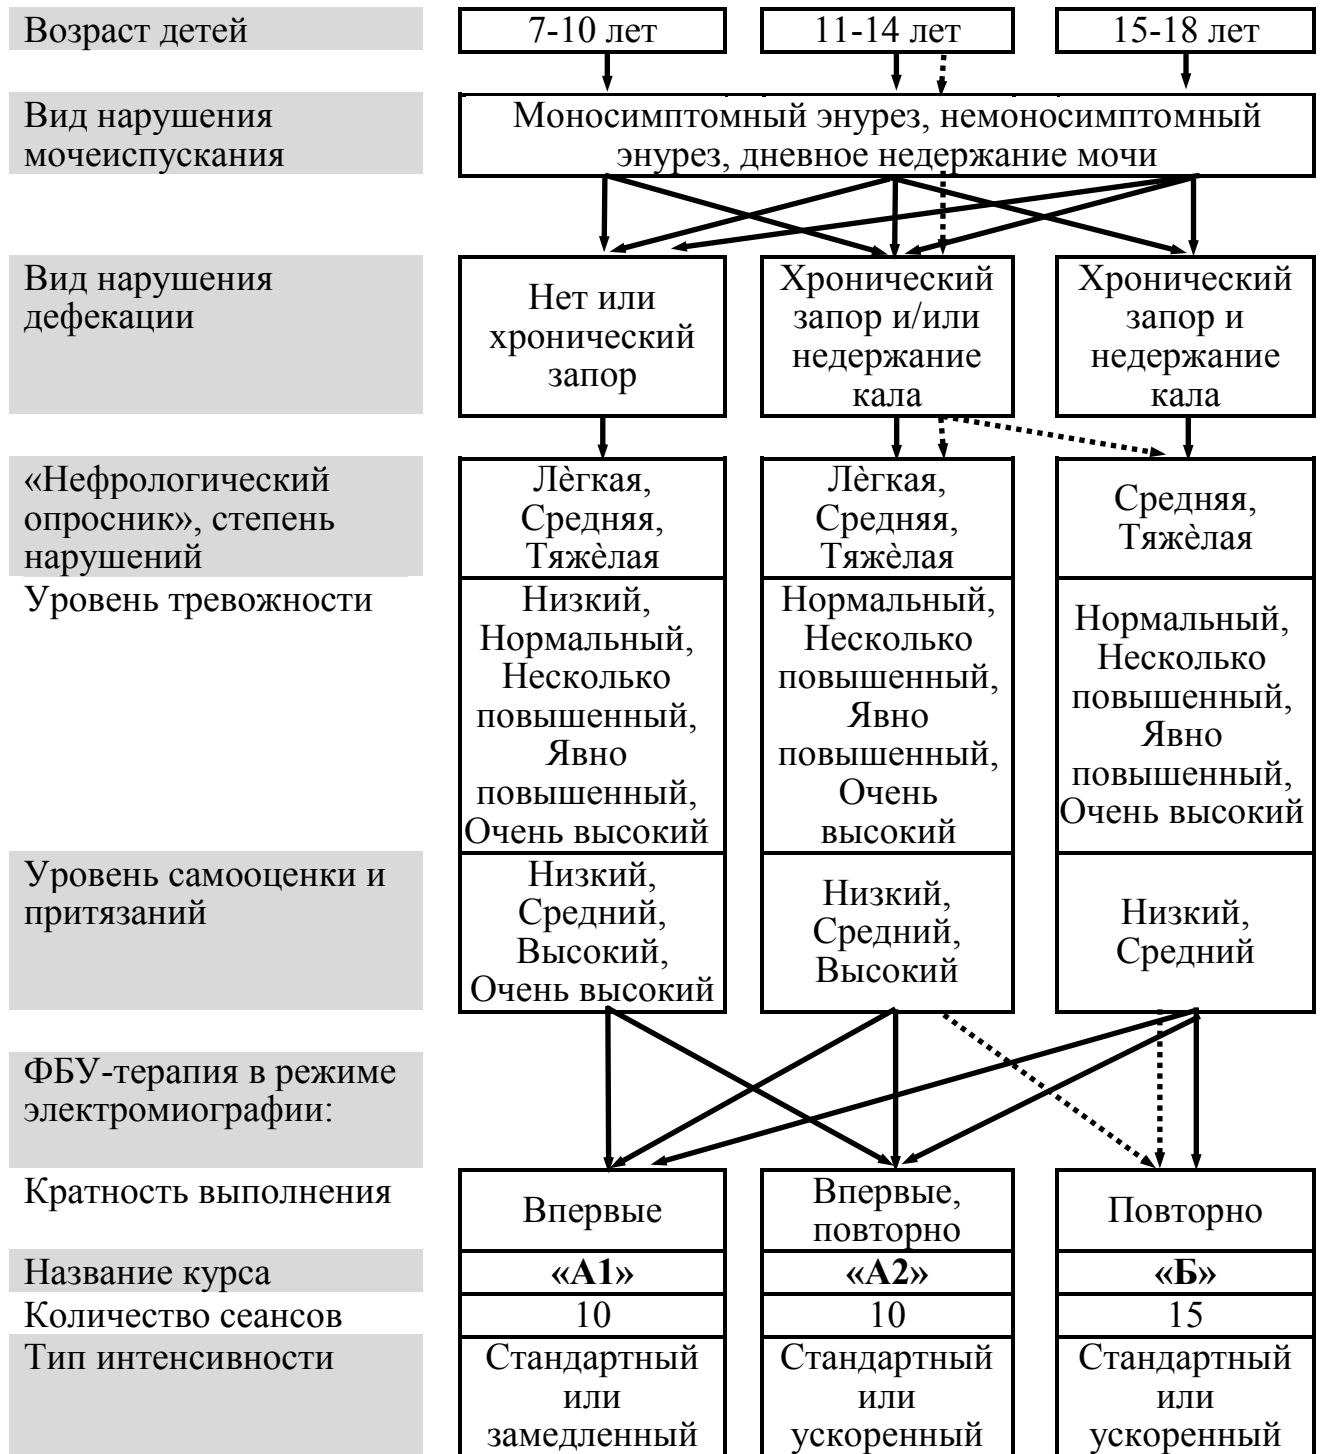 Возраст детей
7-10 лет
11-14 лет
15-18 лет
Вид нарушения
мочеиспускания
Моносимптомный энурез, немоносимптомный
энурез, дневное недержание мочи
Вид нарушения
дефекации
Нет или
хронический
запор
Хронический
запор и/или
недержание
кала
Хронический
запор и
недержание
кала
«Нефрологический
опросник», степень
нарушений
Лѐгкая,
Средняя,
Тяжѐлая
Лѐгкая,
Средняя,
Тяжѐлая
Средняя,
Тяжѐлая
Уровень тревожности
Низкий,
Нормальный,
Несколько
повышенный,
Явно
повышенный,
Очень высокий
Нормальный,
Несколько
повышенный,
Явно
повышенный,
Очень
высокий
Нормальный,
Несколько
повышенный,
Явно
повышенный,
Очень высокий
Уровень самооценки и
притязаний
Низкий,
Средний,
Высокий,
Очень высокий
Низкий,
Средний,
Высокий
Низкий,
Средний
ФБУ-терапия в режиме
электромиографии:
Кратность выполнения
Впервые
Впервые,
повторно
Повторно
Название курса
«А1»
«А2»
«Б»
Количество сеансов
10
10
15
Тип интенсивности
Стандартный
или
замедленный
Стандартный
или
ускоренный
Стандартный
или
ускоренный